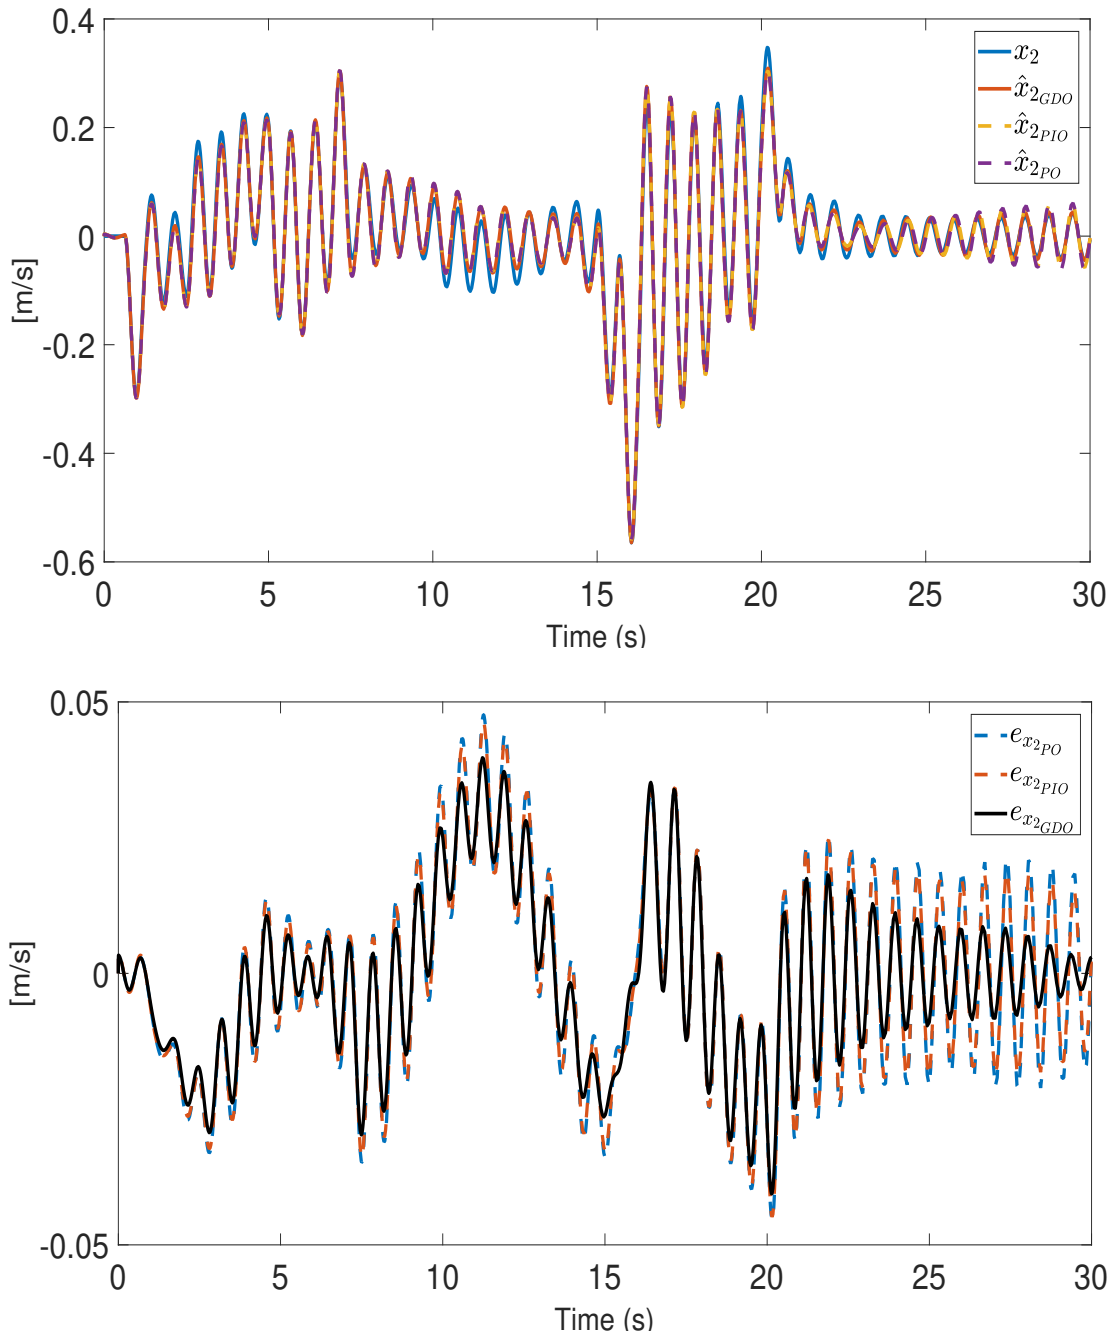 0.4
0.2
0
-0.2
-0.4
-0.6
[m/s]
0 5 10 15 20 25 30
Time (s)
x₂
x̂₂GDO
x̂₂PIO
x̂₂PO
0.05
0
-0.05
[m/s]
0 5 10 15 20 25 30
Time (s)
eₓ₂PO
eₓ₂PIO
eₓ₂GDO